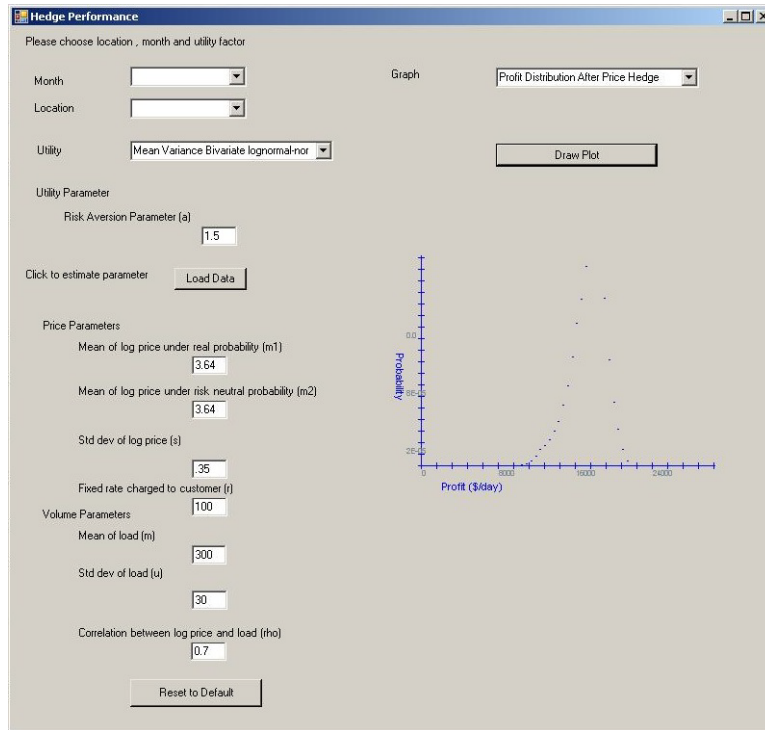 Hedge Performance
Please choose location , month and utility factor
Month
Graph
Profit Distribution After Price Hedge
Location
Utility
Mean Variance Bivariate lognormal-nor
Draw Plot
Utility Parameter
Risk Aversion Parameter (a)
1.5
Click to estimate parameter
Load Data
Price Parameters
Mean of log price under real probability (m1)
3.64
Mean of log price under risk neutral probability (m2)
3.64
Std dev of log price (s)
.35
Fixed rate charged to customer (r)
100
Volume Parameters
Mean of load (m)
300
Std dev of load (u)
30
Correlation between log price and load (rho)
0.7
Reset to Default
Probability
0.0
8E-05
2E-05
0 8000 16000 24000
Profit ($/day)